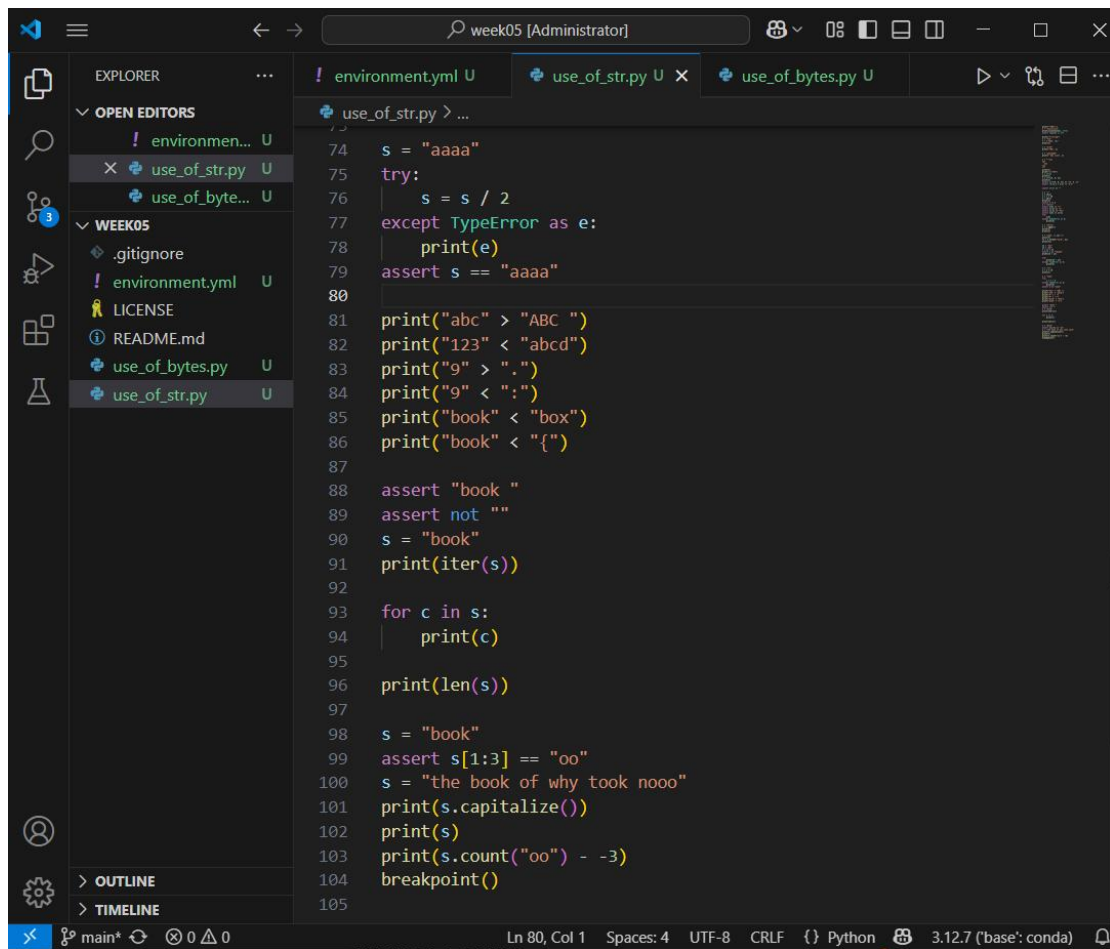 week05 [Administrator]
EXPLORER
OPEN EDITORS
! environmen... U
use_of_str.py U
use_of_byte... U
WEEK05
.gitignore
! environment.yml U
LICENSE
README.md
use_of_bytes.py U
use_of_str.py U
OUTLINE
TIMELINE
3
! environment.yml U
use_of_str.py U
use_of_bytes.py U
use_of_str.py > ...
74 s = "aaaa"
75 try:
76     s = s / 2
77 except TypeError as e:
78     print(e)
79 assert s == "aaaa"
80
81 print("abc" > "ABC ")
82 print("123" < "abcd")
83 print("9" > ".")
84 print("9" < ":")
85 print("book" < "box")
86 print("book" < "{")
87
88 assert "book "
89 assert not ""
90 s = "book"
91 print(iter(s))
92
93 for c in s:
94     print(c)
95
96 print(len(s))
97
98 s = "book"
99 assert s[1:3] == "oo"
100 s = "the book of why took nooo"
101 print(s.capitalize())
102 print(s)
103 print(s.count("oo") - -3)
104 breakpoint()
105
main* 0 0 Ln 80, Col 1 Spaces: 4 UTF-8 CRLF {} Python 3.12.7 ('base': conda)